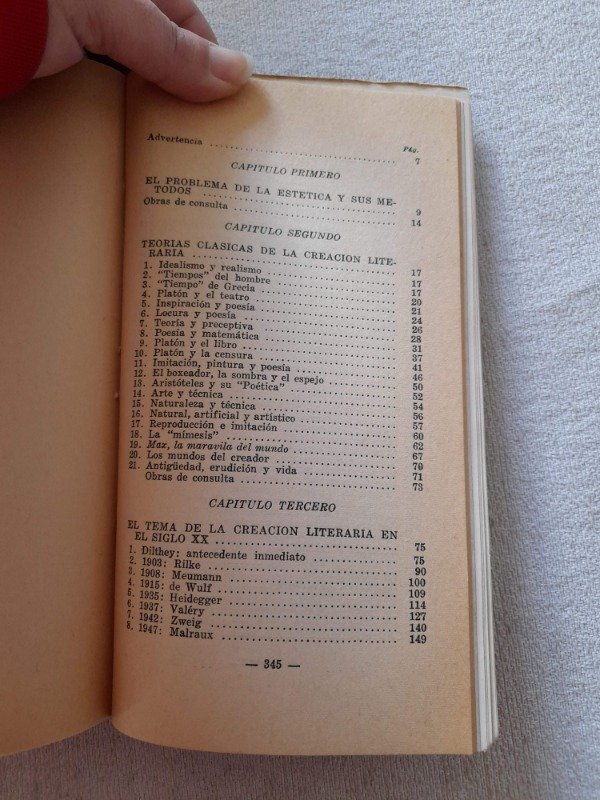 Pág.
Advertencia ........ 7
CAPITULO PRIMERO
EL PROBLEMA DE LA ESTETICA Y SUS ME-
TODOS ........ 9
Obras de consulta ........ 14
CAPITULO SEGUNDO
TEORIAS CLASICAS DE LA CREACION LITE-
RARIA ........ 17
1. Idealismo y realismo ........ 17
2. "Tiempos" del hombre ........ 17
3. "Tiempo" de Grecia ........ 20
4. Platón y el teatro ........ 21
5. Inspiración y poesía ........ 24
6. Locura y poesía ........ 26
7. Teoría y preceptiva ........ 28
8. Poesía y matemática ........ 31
9. Platón y el libro ........ 37
10. Platón y la censura ........ 41
11. Imitación, pintura y poesía ........ 46
12. El boxeador, la sombra y el espejo ........ 50
13. Aristóteles y su "Poética" ........ 52
14. Arte y técnica ........ 54
15. Naturaleza y técnica ........ 56
16. Natural, artificial y artístico ........ 57
17. Reproducción e imitación ........ 60
18. La "mímesis" ........ 62
19. Max, la maravila del mundo ........ 67
20. Los mundos del creador ........ 70
21. Antigüedad, erudición y vida ........ 71
Obras de consulta ........ 73
CAPITULO TERCERO
EL TEMA DE LA CREACION LITERARIA EN
EL SIGLO XX ........ 75
1. Dilthey: antecedente inmediato ........ 75
2. 1903: Rilke ........ 90
3. 1908: Meumann ........ 100
4. 1915: de Wulf ........ 109
5. 1935: Heidegger ........ 114
6. 1937: Valéry ........ 127
7. 1942: Zweig ........ 140
8. 1947: Malraux ........ 149
— 345 —